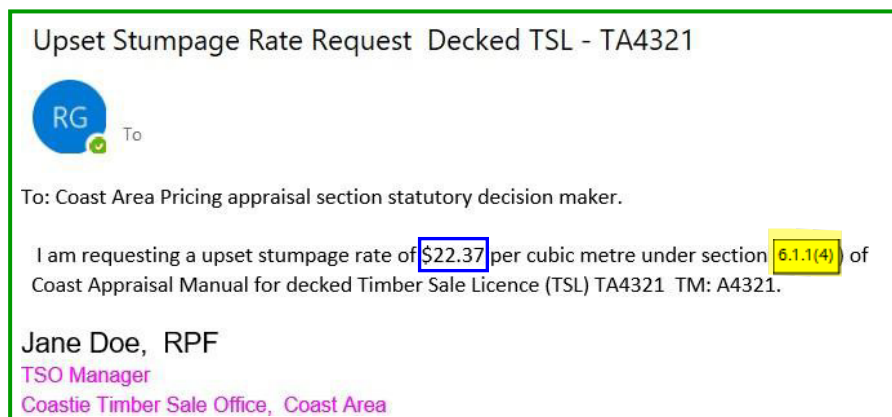 Upset Stumpage Rate Request  Decked TSL - TA4321
RG
To
To: Coast Area Pricing appraisal section statutory decision maker.
I am requesting a upset stumpage rate of $22.37 per cubic metre under section 6.1.1(4) ) of
Coast Appraisal Manual for decked Timber Sale Licence (TSL) TA4321  TM: A4321.
Jane Doe,  RPF
TSO Manager
Coastie Timber Sale Office,  Coast Area